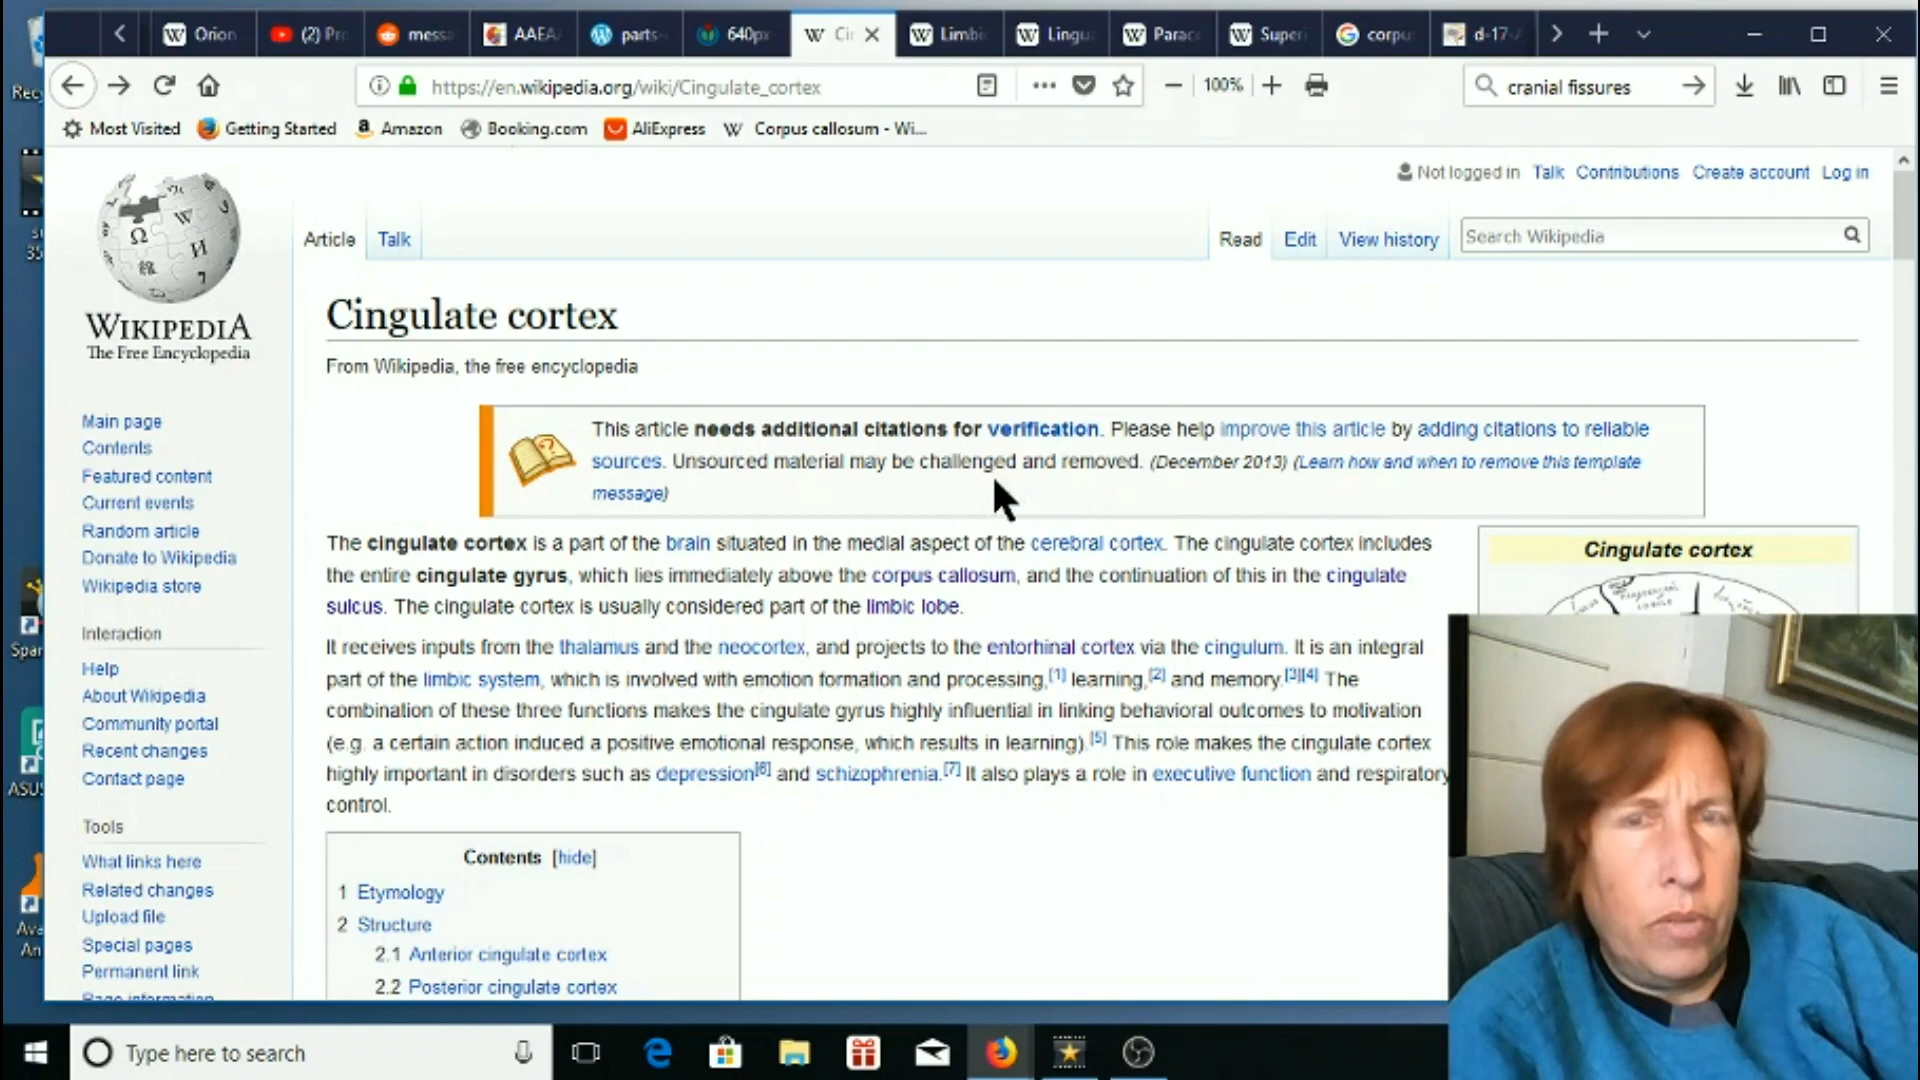 Orion
(2) Pr
messa
AAEAA
parts-
640px
Ci
Limbic
Lingu
Parac
Superi
corpu
d-17-
https://en.wikipedia.org/wiki/Cingulate_cortex
100%
cranial fissures
Most Visited
Getting Started
Amazon
Booking.com
AliExpress
Corpus callosum - Wi...
Not logged in Talk Contributions Create account Log in
Article Talk
Read Edit View history
Search Wikipedia
WIKIPEDIA
The Free Encyclopedia
Main page
Contents
Featured content
Current events
Random article
Donate to Wikipedia
Wikipedia store
Interaction
Help
About Wikipedia
Community portal
Recent changes
Contact page
Tools
What links here
Related changes
Upload file
Special pages
Permanent link
Page information
Cingulate cortex
From Wikipedia, the free encyclopedia
This article needs additional citations for verification. Please help improve this article by adding citations to reliable
sources. Unsourced material may be challenged and removed. (December 2013) (Learn how and when to remove this template
message)
The cingulate cortex is a part of the brain situated in the medial aspect of the cerebral cortex. The cingulate cortex includes
the entire cingulate gyrus, which lies immediately above the corpus callosum, and the continuation of this in the cingulate
sulcus. The cingulate cortex is usually considered part of the limbic lobe.
It receives inputs from the thalamus and the neocortex, and projects to the entorhinal cortex via the cingulum. It is an integral
part of the limbic system, which is involved with emotion formation and processing,[1] learning,[2] and memory.[3][4] The
combination of these three functions makes the cingulate gyrus highly influential in linking behavioral outcomes to motivation
(e.g. a certain action induced a positive emotional response, which results in learning).[5] This role makes the cingulate cortex
highly important in disorders such as depression[6] and schizophrenia.[7] It also plays a role in executive function and respiratory
control.
Cingulate cortex
Contents [hide]
1 Etymology
2 Structure
2.1 Anterior cingulate cortex
2.2 Posterior cingulate cortex
Recy
35
Spar
ASUS
Ava
An
Type here to search